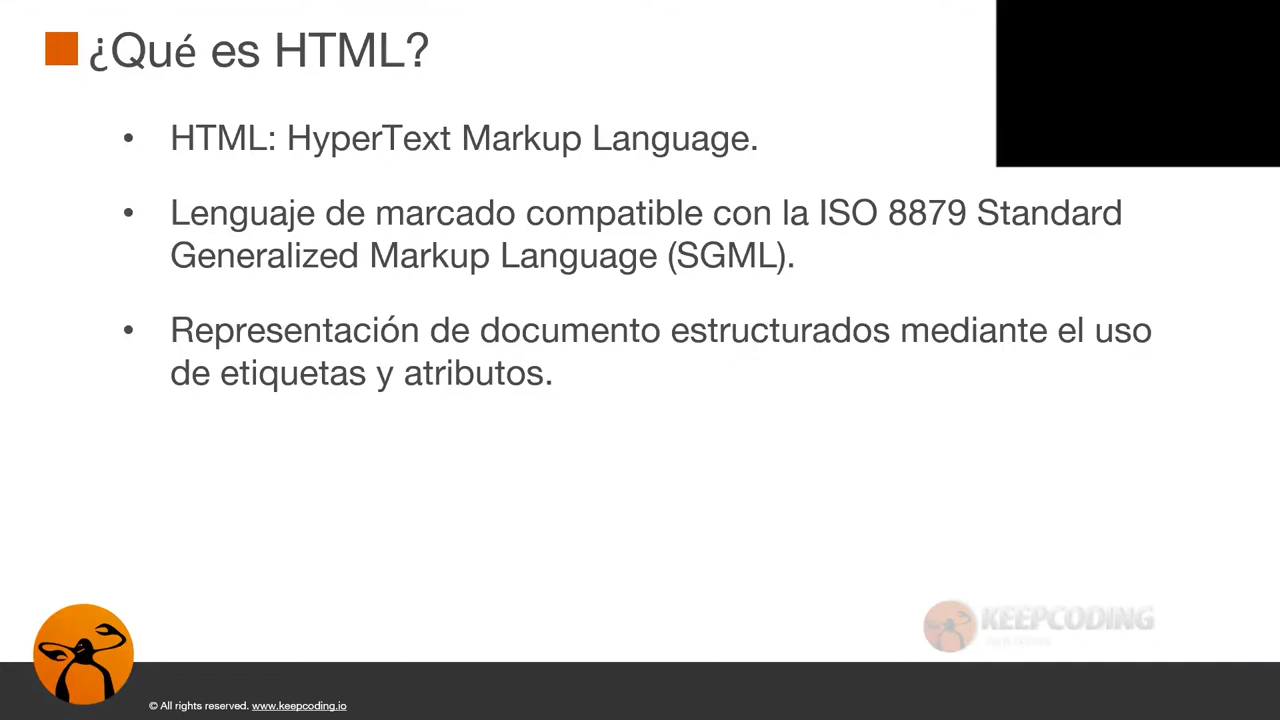 ¿Qué es HTML?
• HTML: HyperText Markup Language.
• Lenguaje de marcado compatible con la ISO 8879 Standard
Generalized Markup Language (SGML).
• Representación de documento estructurados mediante el uso
de etiquetas y atributos.
KEEPCODING
© All rights reserved. www.keepcoding.io